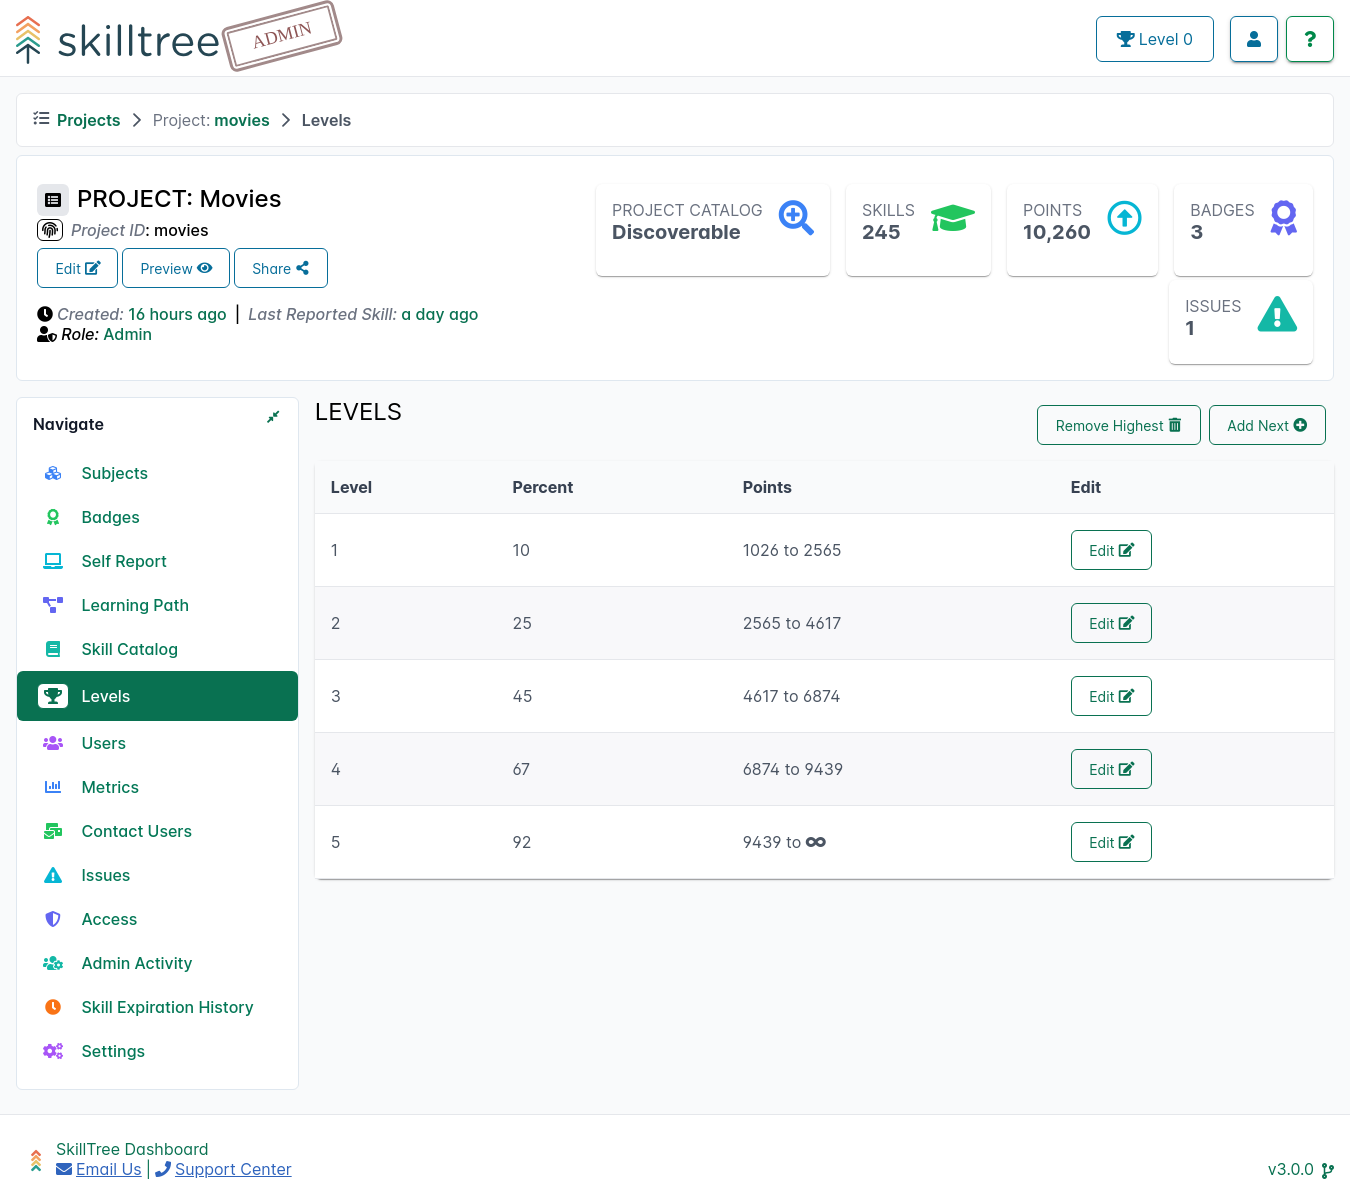 skilltree ADMIN
Level 0
Projects Project: movies Levels
PROJECT: Movies
Project ID: movies
Edit Preview Share
Created: 16 hours ago | Last Reported Skill: a day ago
Role: Admin
PROJECT CATALOG
Discoverable
SKILLS
245
POINTS
10,260
BADGES
3
ISSUES
1
Navigate
Subjects
Badges
Self Report
Learning Path
Skill Catalog
Levels
Users
Metrics
Contact Users
Issues
Access
Admin Activity
Skill Expiration History
Settings
LEVELS
Remove Highest Add Next
Level Percent Points Edit
1 10 1026 to 2565 Edit
2 25 2565 to 4617 Edit
3 45 4617 to 6874 Edit
4 67 6874 to 9439 Edit
5 92 9439 to ∞ Edit
SkillTree Dashboard
Email Us | Support Center
v3.0.0